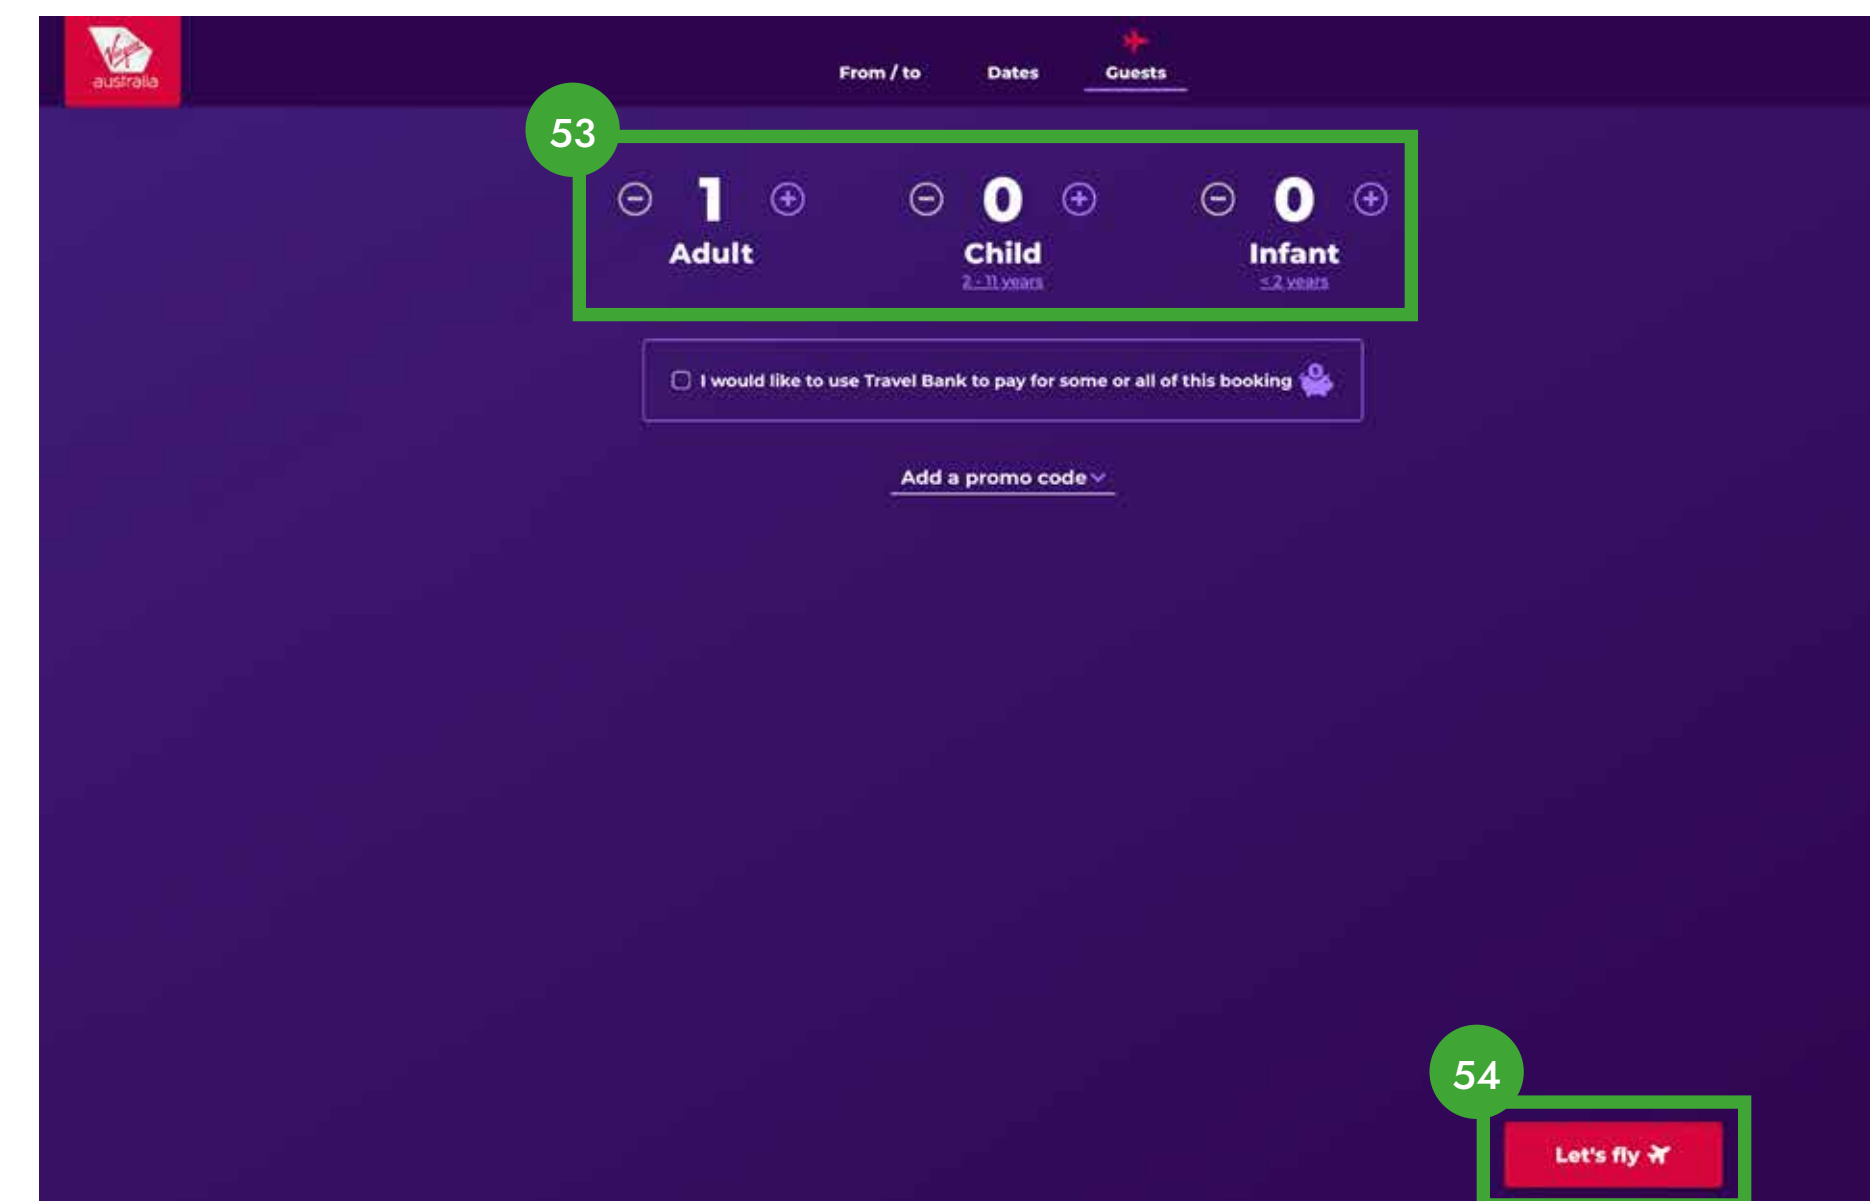 Virgin
australia
From / to
Dates
Guests
53
1
0
0
Adult
Child
Infant
2 - 11 years
< 2 years
I would like to use Travel Bank to pay for some or all of this booking
Add a promo code
54
Let's fly